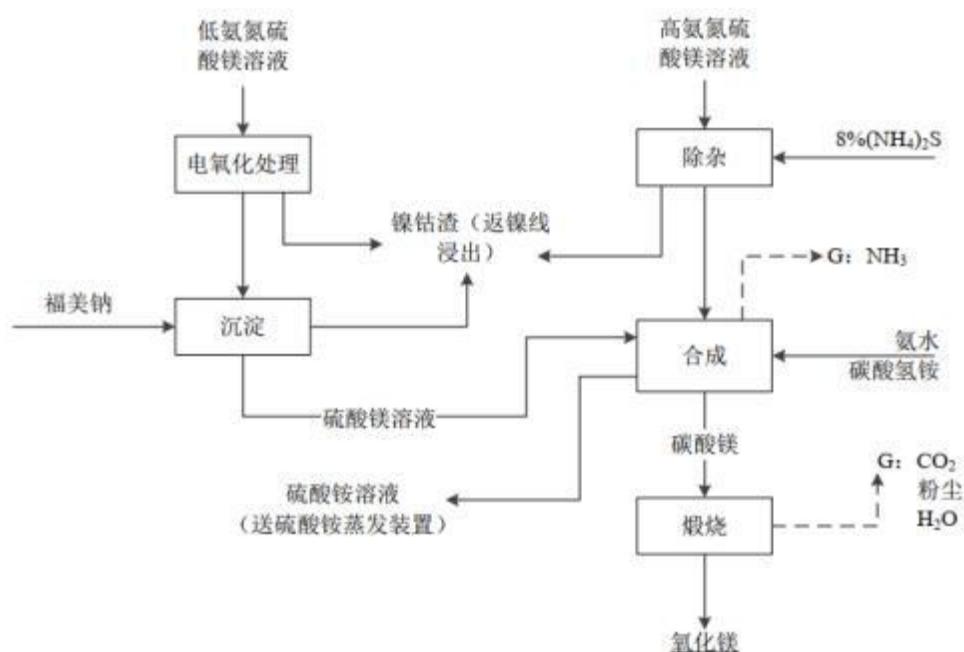 低氨氮硫
酸镁溶液
高氨氮硫
酸镁溶液
电氧化处理
除杂
8%(NH₄)₂S
镍钴渣（返镍线
浸出）
G：NH₃
福美钠
沉淀
合成
氨水
碳酸氢铵
硫酸镁溶液
碳酸镁
G：CO₂
粉尘
H₂O
硫酸铵溶液
（送硫酸铵蒸发装置）
煅烧
氧化镁